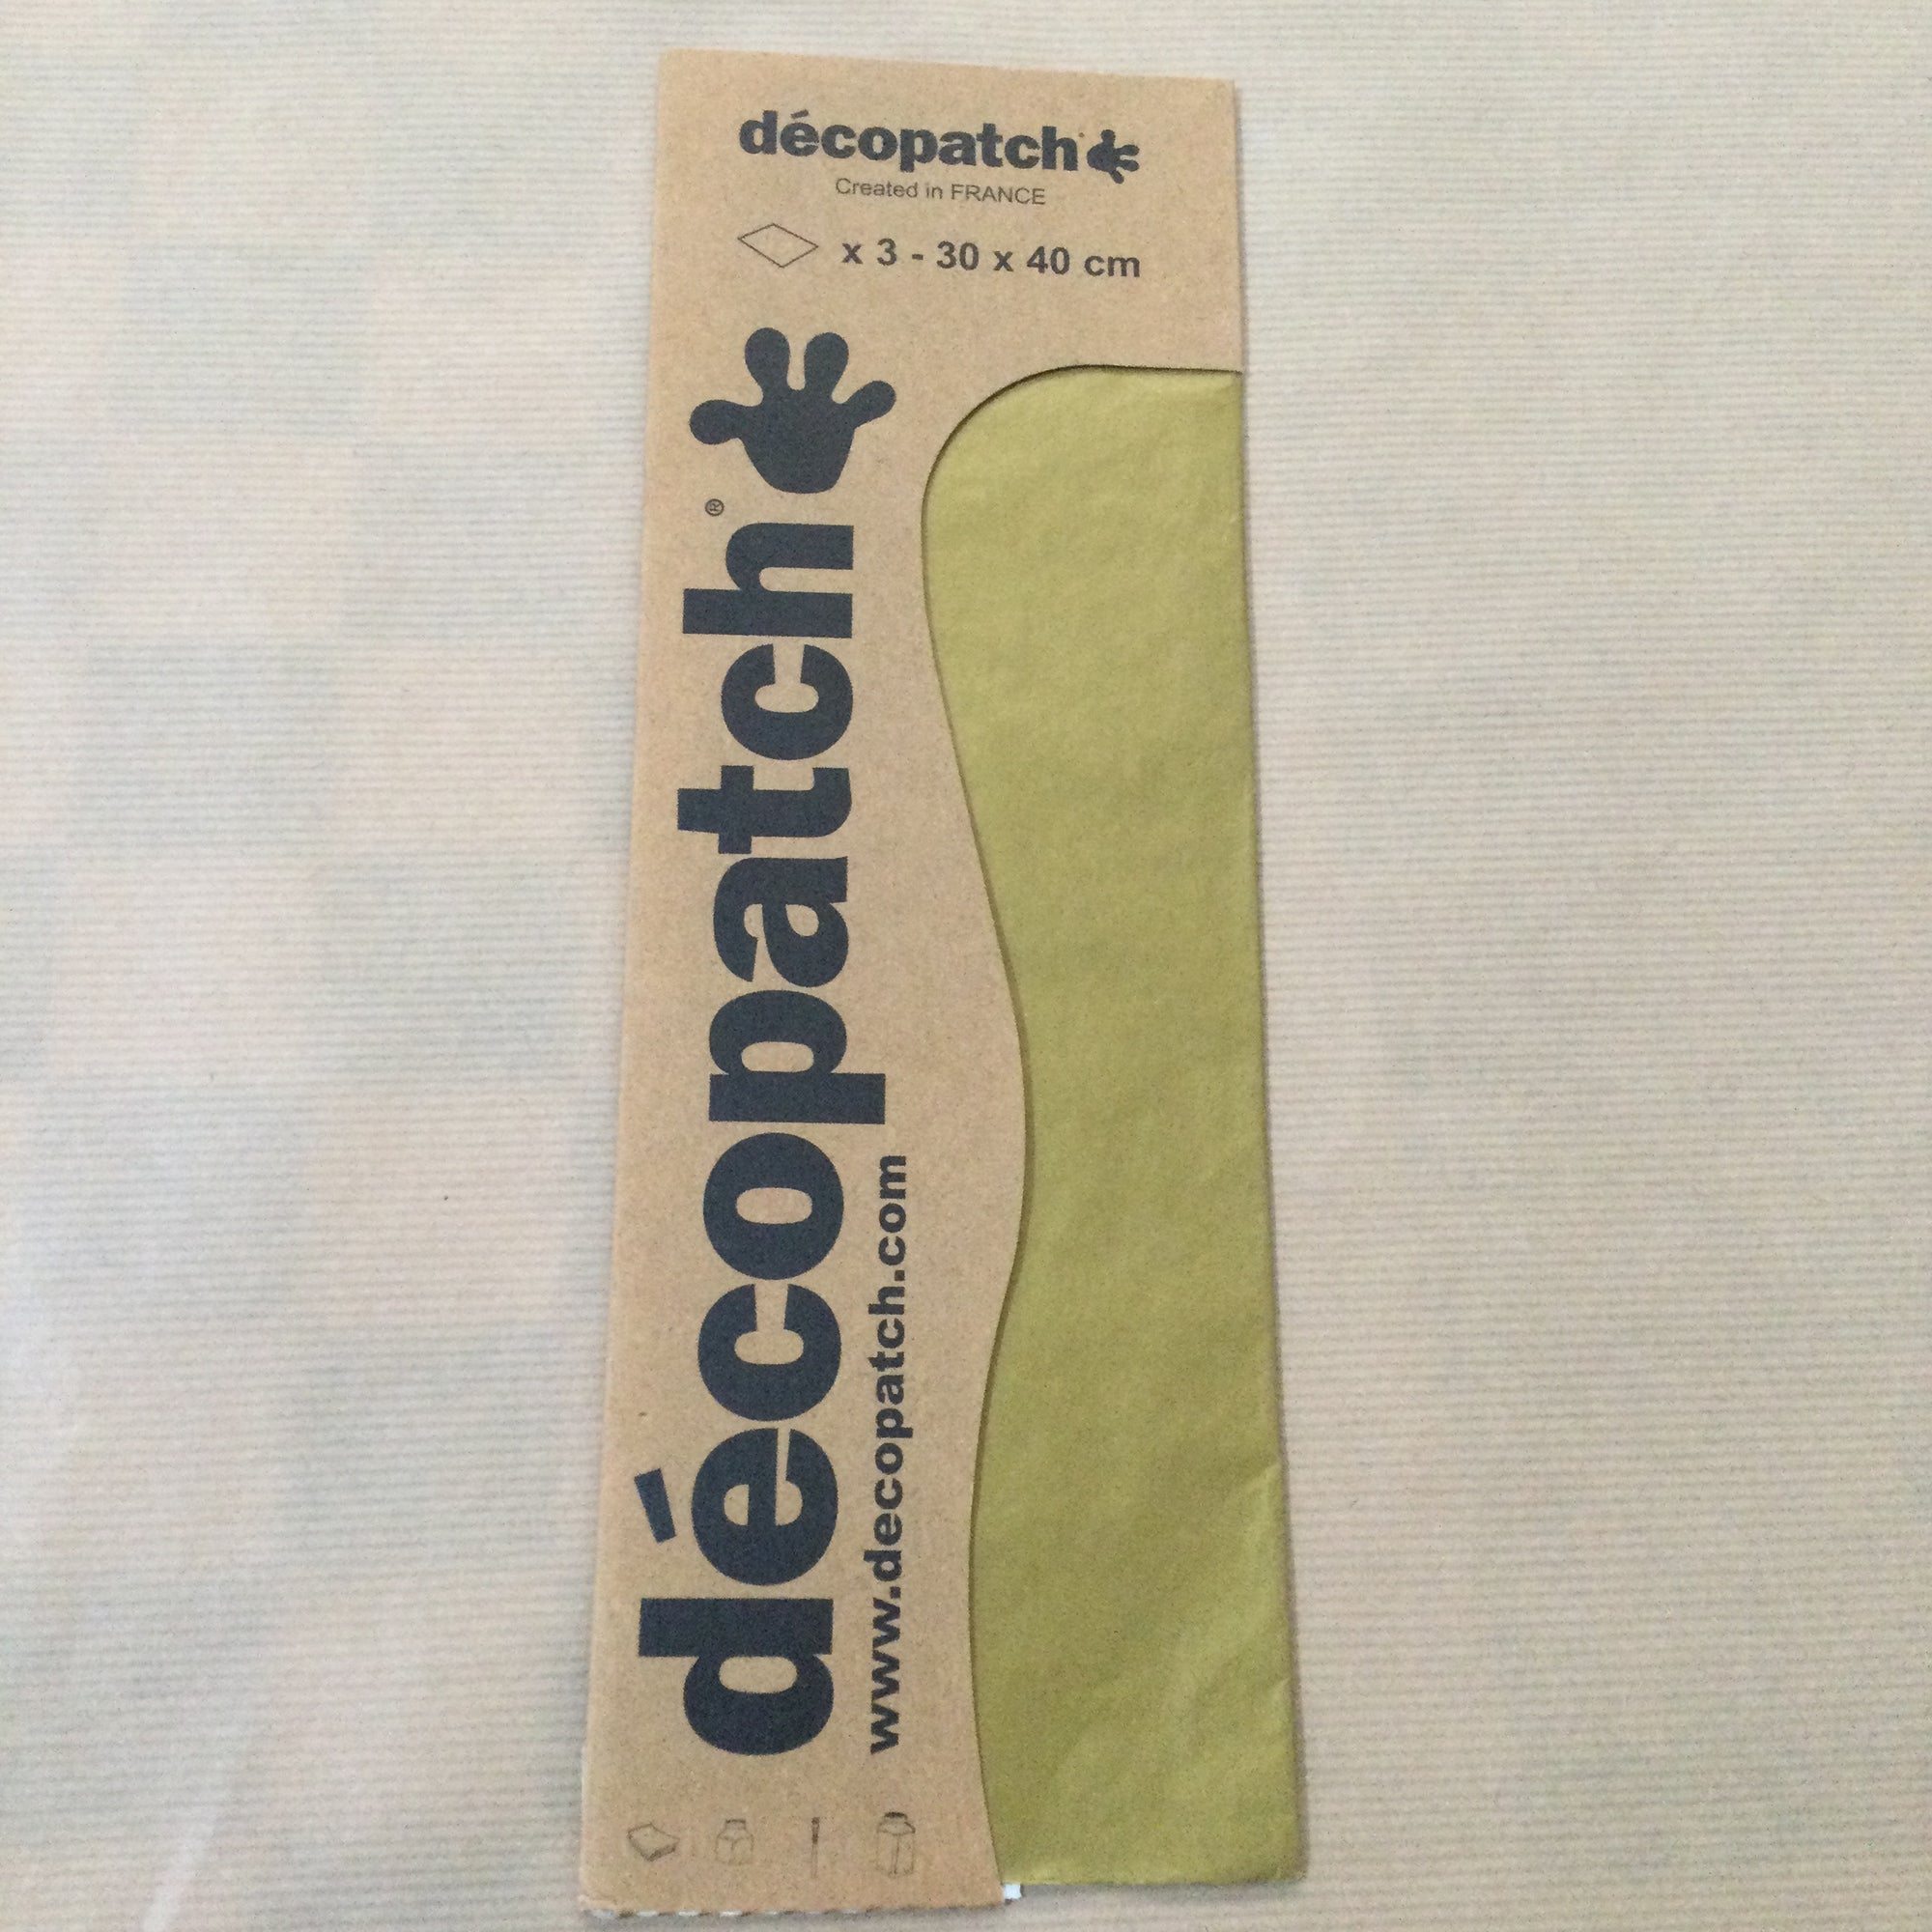 décopatch
Created in FRANCE
x 3 - 30 x 40 cm
décopatch®
www.decopatch.com